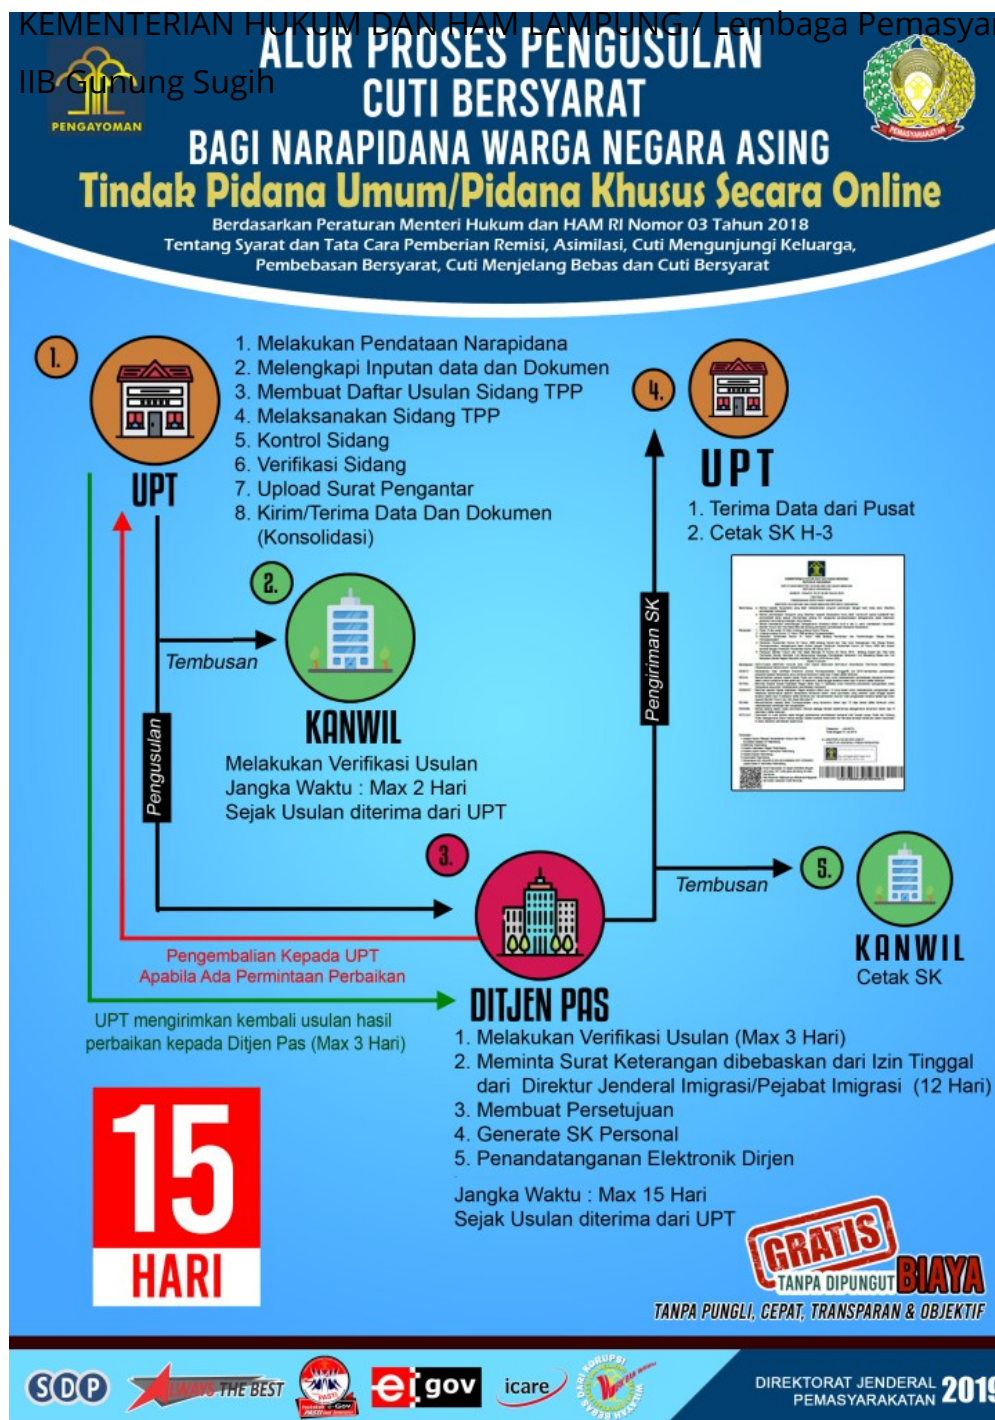 KEMENTERIAN HUKUM DAN HAM LAMPUNG / Lembaga Pemasya
IIB Gunung Sugih
PENGAYOMAN
PEMASYARAKATAN
ALUR PROSES PENGUSULAN
CUTI BERSYARAT
BAGI NARAPIDANA WARGA NEGARA ASING
Tindak Pidana Umum/Pidana Khusus Secara Online
Berdasarkan Peraturan Menteri Hukum dan HAM RI Nomor 03 Tahun 2018
Tentang Syarat dan Tata Cara Pemberian Remisi, Asimilasi, Cuti Mengunjungi Keluarga,
Pembebasan Bersyarat, Cuti Menjelang Bebas dan Cuti Bersyarat
1.
UPT
1. Melakukan Pendataan Narapidana
2. Melengkapi Inputan data dan Dokumen
3. Membuat Daftar Usulan Sidang TPP
4. Melaksanakan Sidang TPP
5. Kontrol Sidang
6. Verifikasi Sidang
7. Upload Surat Pengantar
8. Kirim/Terima Data Dan Dokumen
(Konsolidasi)
4.
UPT
1. Terima Data dari Pusat
2. Cetak SK H-3
2.
Tembusan
KANWIL
Melakukan Verifikasi Usulan
Jangka Waktu : Max 2 Hari
Sejak Usulan diterima dari UPT
Pengusulan
Pengiriman SK
3.
Tembusan
5.
KANWIL
Cetak SK
Pengembalian Kepada UPT
Apabila Ada Permintaan Perbaikan
UPT mengirimkan kembali usulan hasil
perbaikan kepada Ditjen Pas (Max 3 Hari)
DITJEN PAS
1. Melakukan Verifikasi Usulan (Max 3 Hari)
2. Meminta Surat Keterangan dibebaskan dari Izin Tinggal
dari Direktur Jenderal Imigrasi/Pejabat Imigrasi (12 Hari)
3. Membuat Persetujuan
4. Generate SK Personal
5. Penandatanganan Elektronik Dirjen
Jangka Waktu : Max 15 Hari
Sejak Usulan diterima dari UPT
15
HARI
GRATIS
TANPA DIPUNGUT BIAYA
TANPA PUNGLI, CEPAT, TRANSPARAN & OBJEKTIF
SDP
ALWAYS THE BEST
PASTI
e-gov
icare
DIREKTORAT JENDERAL
PEMASYARAKATAN
2019